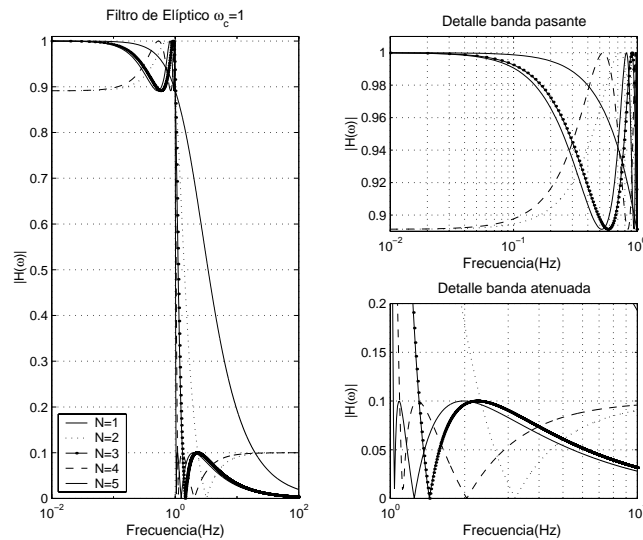 Filtro de Elíptico ω_c=1
|H(ω)|
1
0.9
0.8
0.7
0.6
0.5
0.4
0.3
0.2
0.1
0
N=1
N=2
N=3
N=4
N=5
10^−2
10^0
10^2
Frecuencia(Hz)
Detalle banda pasante
|H(ω)|
1
0.98
0.96
0.94
0.92
0.9
10^−2
10^−1
10^0
Frecuencia(Hz)
Detalle banda atenuada
|H(ω)|
0.2
0.15
0.1
0.05
0
10^0
Frecuencia(Hz)